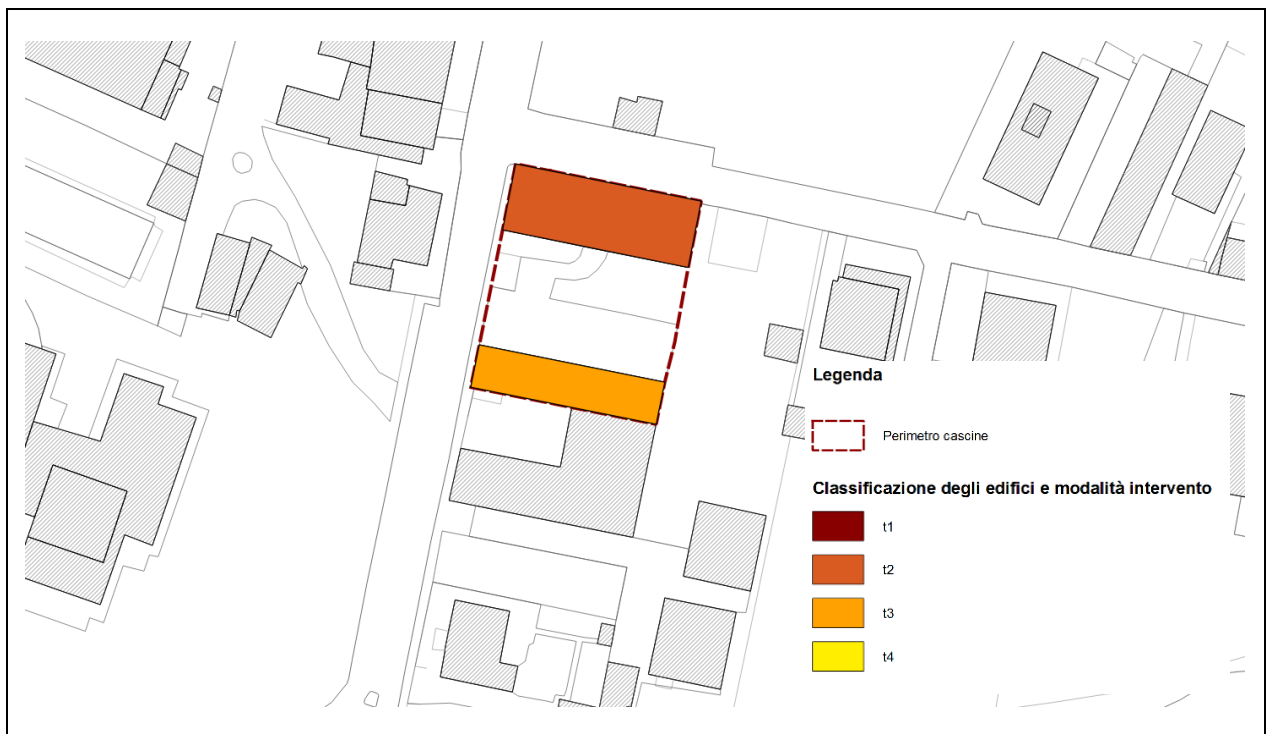 Legenda
Perimetro cascine
Classificazione degli edifici e modalità intervento
t1
t2
t3
t4